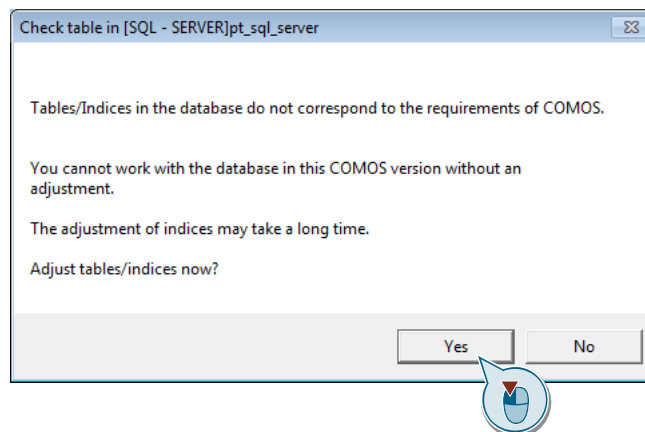 Check table in [SQL - SERVER]pt_sql_server
Tables/Indices in the database do not correspond to the requirements of COMOS.
You cannot work with the database in this COMOS version without an
adjustment.
The adjustment of indices may take a long time.
Adjust tables/indices now?
Yes
No